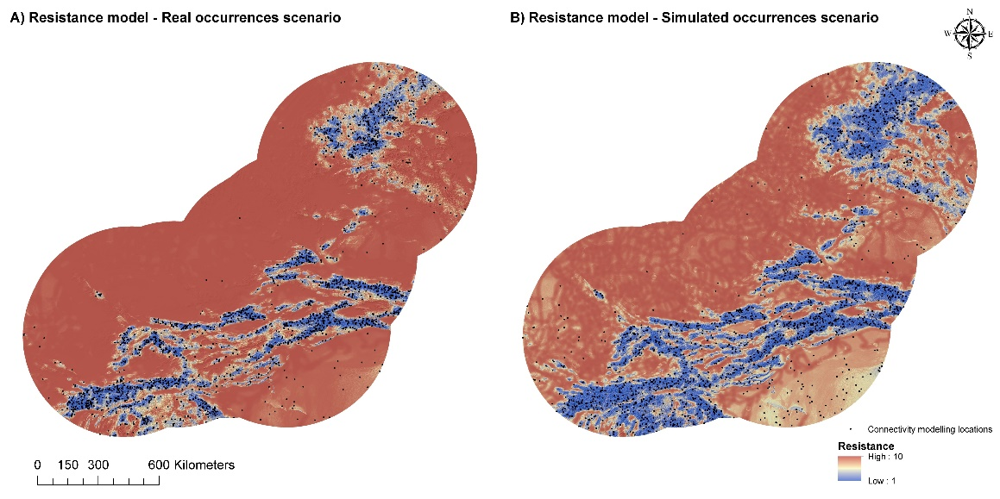 A) Resistance model - Real occurrences scenario
B) Resistance model - Simulated occurrences scenario
N
W E
S
Connectivity modelling locations
Resistance
High : 10
Low : 1
0 150 300 600 Kilometers